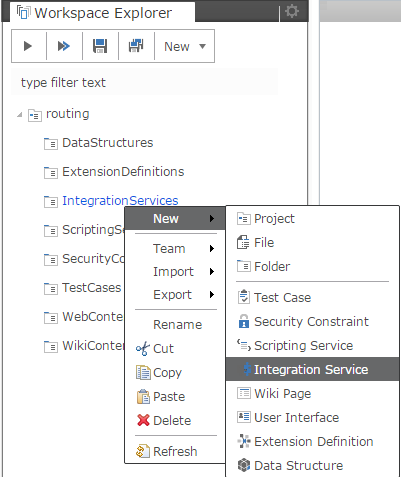 Workspace Explorer
New
type filter text
routing
DataStructures
ExtensionDefinitions
IntegrationServices
ScriptingSe
SecurityCo
TestCases
WebConten
WikiConten
New
Team
Import
Export
Rename
Cut
Copy
Paste
Delete
Refresh
Project
File
Folder
Test Case
Security Constraint
Scripting Service
Integration Service
Wiki Page
User Interface
Extension Definition
Data Structure